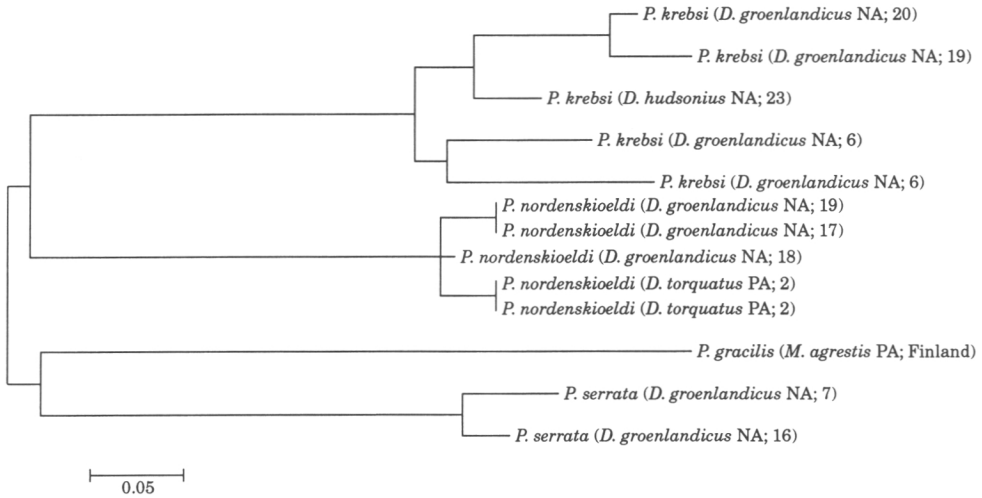 P. krebsi (D. groenlandicus NA; 20)
P. krebsi (D. groenlandicus NA; 19)
P. krebsi (D. hudsonius NA; 23)
P. krebsi (D. groenlandicus NA; 6)
P. krebsi (D. groenlandicus NA; 6)
P. nordenskioeldi (D. groenlandicus NA; 19)
P. nordenskioeldi (D. groenlandicus NA; 17)
P. nordenskioeldi (D. groenlandicus NA; 18)
P. nordenskioeldi (D. torquatus PA; 2)
P. nordenskioeldi (D. torquatus PA; 2)
P. gracilis (M. agrestis PA; Finland)
P. serrata (D. groenlandicus NA; 7)
P. serrata (D. groenlandicus NA; 16)
0.05